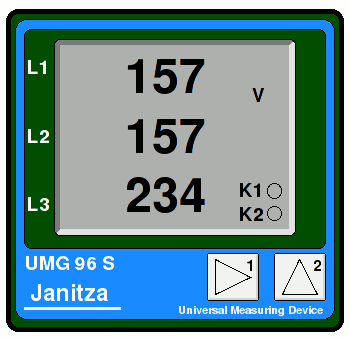 L1 157 V
L2 157
L3 234 K1
K2
UMG 96 S 1 2
Janitza
Universal Measuring Device